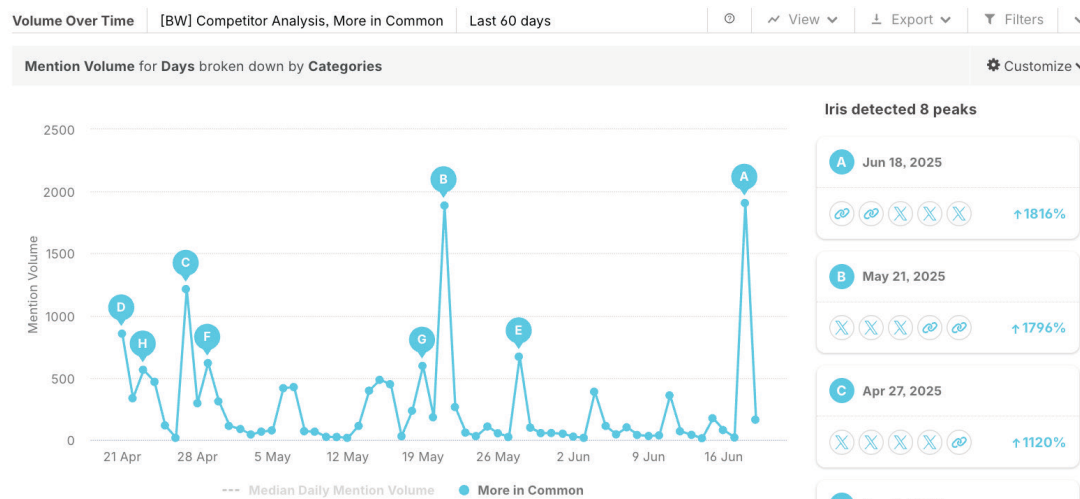 Volume Over Time [BW] Competitor Analysis, More in Common Last 60 days View Export Filters
Mention Volume for Days broken down by Categories Customize
Iris detected 8 peaks
2500
2000
1500
1000
500
0
Mention Volume
D
H
C
F
G
B
E
A
21 Apr 28 Apr 5 May 12 May 19 May 26 May 2 Jun 9 Jun 16 Jun
Median Daily Mention Volume More in Common
A Jun 18, 2025
↑1816%
B May 21, 2025
↑1796%
C Apr 27, 2025
↑1120%